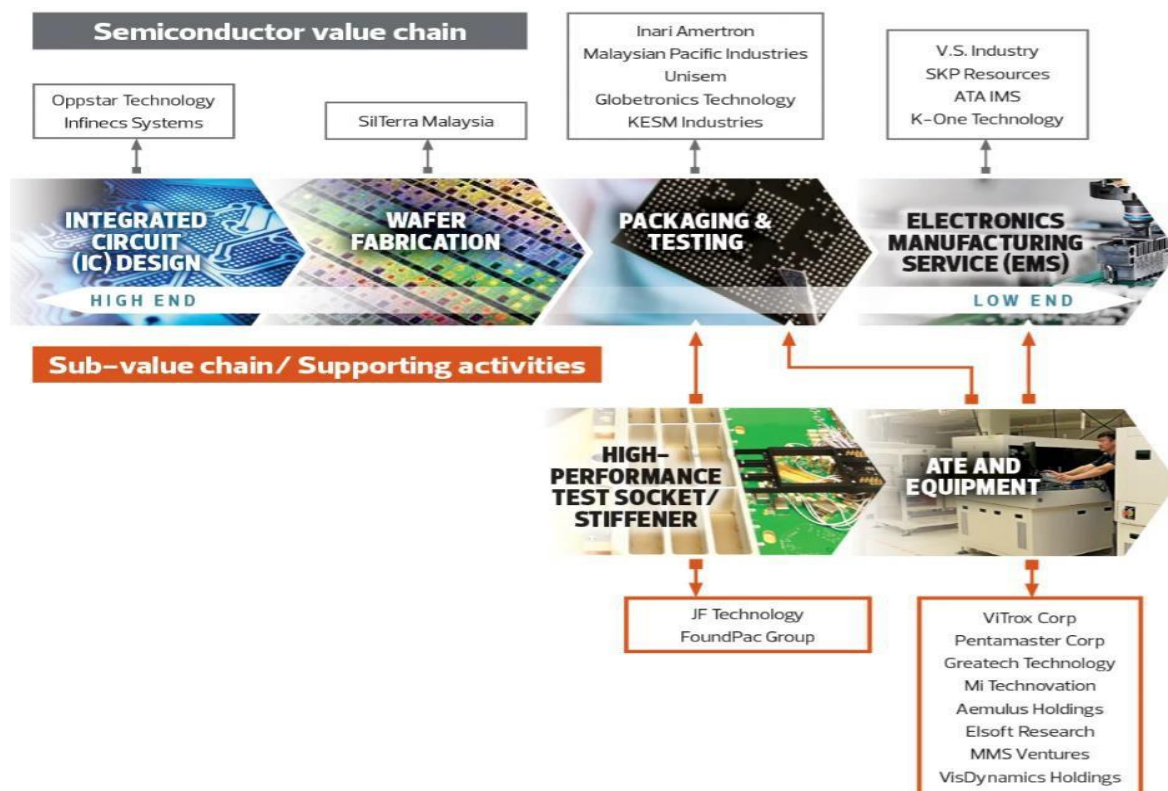 Semiconductor value chain
Oppstar Technology
Infinecs Systems
SilTerra Malaysia
Inari Amertron
Malaysian Pacific Industries
Unisem
Globetronics Technology
KESM Industries
V.S. Industry
SKP Resources
ATA IMS
K-One Technology
INTEGRATED
CIRCUIT
(IC) DESIGN
WAFER
FABRICATION
PACKAGING &
TESTING
ELECTRONICS
MANUFACTURING
SERVICE (EMS)
HIGH END
LOW END
Sub-value chain/ Supporting activities
HIGH-
PERFORMANCE
TEST SOCKET/
STIFFENER
ATE AND
EQUIPMENT
JF Technology
FoundPac Group
ViTrox Corp
Pentamaster Corp
Greatech Technology
Mi Technovation
Aemulus Holdings
Elsoft Research
MMS Ventures
VisDynamics Holdings